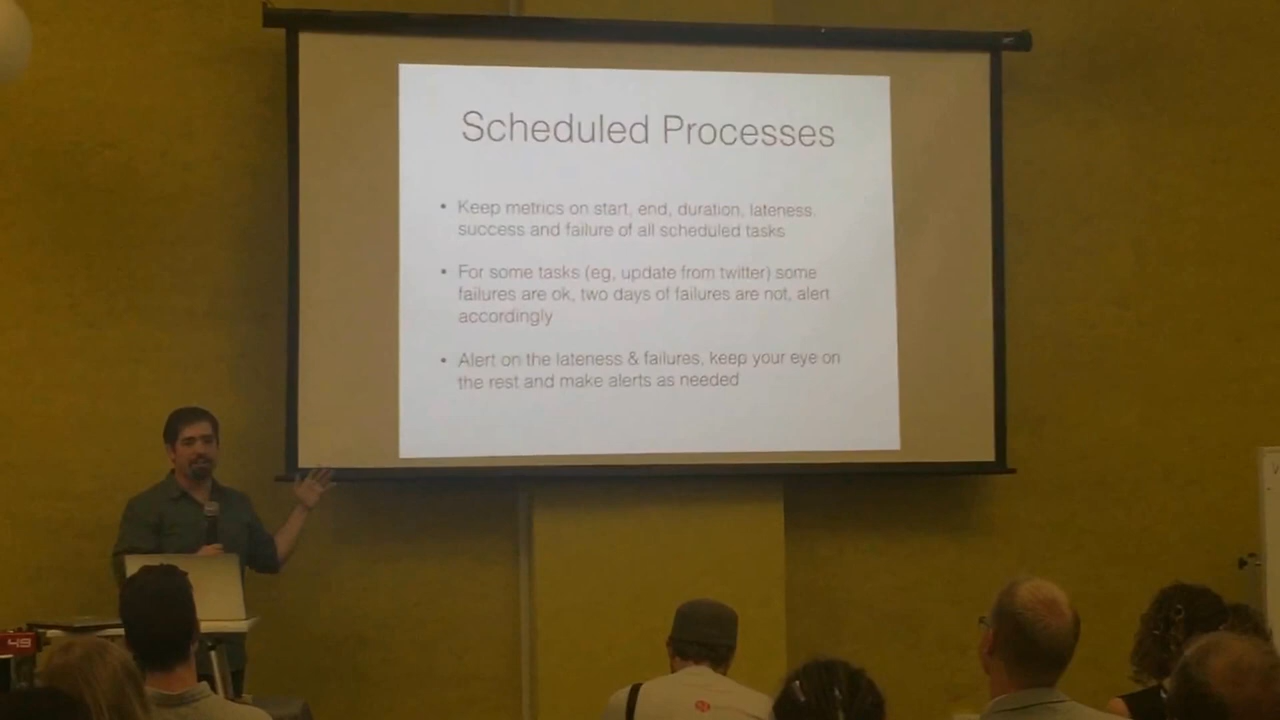 Scheduled Processes
• Keep metrics on start, end, duration, lateness,
success and failure of all scheduled tasks
• For some tasks (eg, update from twitter) some
failures are ok, two days of failures are not, alert
accordingly
• Alert on the lateness & failures, keep your eye on
the rest and make alerts as needed
49